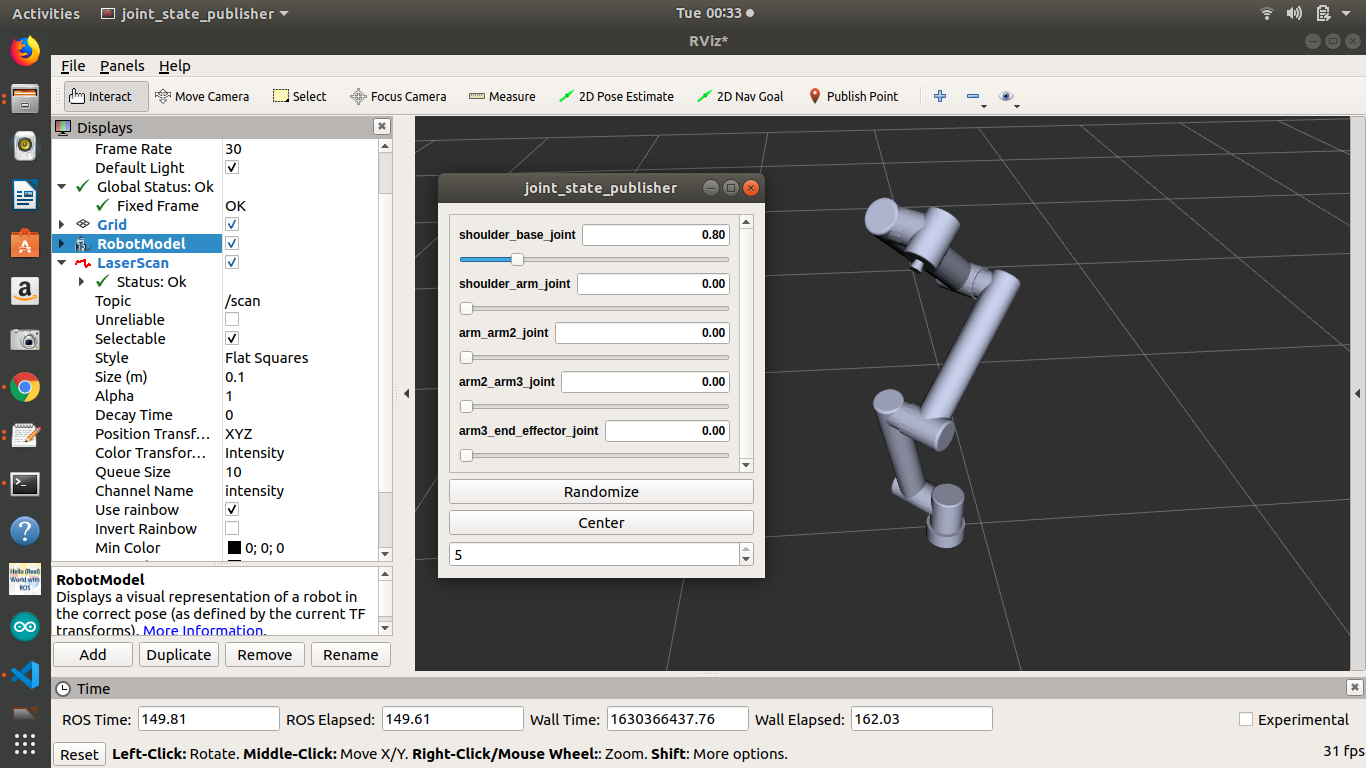 Activities joint_state_publisher Tue 00:33
RViz*
File Panels Help
Interact Move Camera Select Focus Camera Measure 2D Pose Estimate 2D Nav Goal Publish Point
Displays
Frame Rate 30
Default Light
Global Status: Ok
Fixed Frame OK
Grid
RobotModel
LaserScan
Status: Ok
Topic /scan
Unreliable
Selectable
Style Flat Squares
Size (m) 0.1
Alpha 1
Decay Time 0
Position Transf... XYZ
Color Transfor... Intensity
Queue Size 10
Channel Name intensity
Use rainbow
Invert Rainbow
Min Color 0; 0; 0
RobotModel
Displays a visual representation of a robot in
the correct pose (as defined by the current TF
transforms). More Information.
Add Duplicate Remove Rename
joint_state_publisher
shoulder_base_joint 0.80
shoulder_arm_joint 0.00
arm_arm2_joint 0.00
arm2_arm3_joint 0.00
arm3_end_effector_joint 0.00
Randomize
Center
5
Hello (Real)
World with
ROS
Time
ROS Time: 149.81 ROS Elapsed: 149.61 Wall Time: 1630366437.76 Wall Elapsed: 162.03 Experimental
Reset Left-Click: Rotate. Middle-Click: Move X/Y. Right-Click/Mouse Wheel:: Zoom. Shift: More options. 31 fps